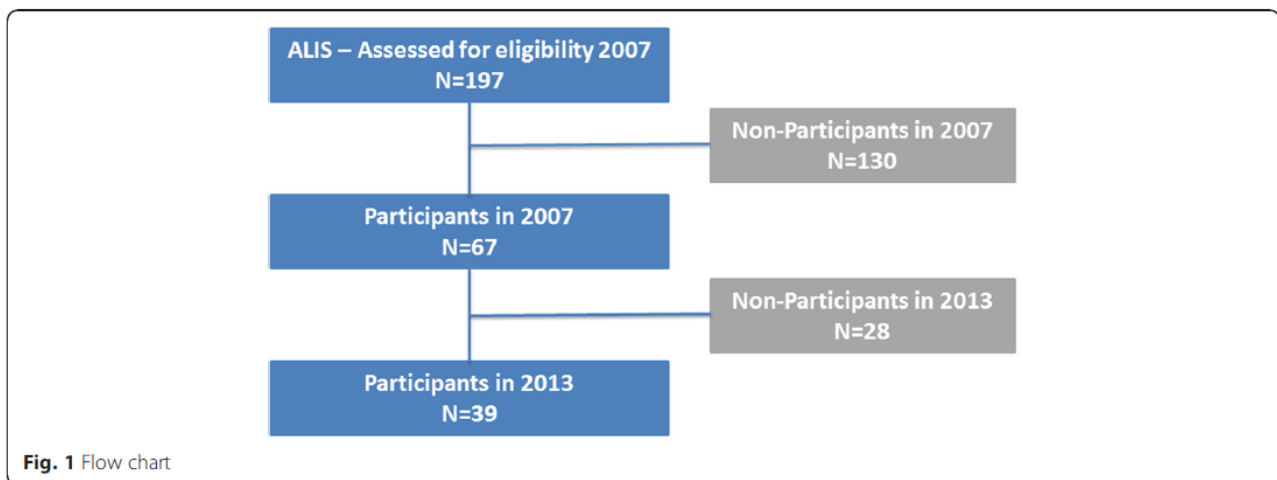 ALIS – Assessed for eligibility 2007
N=197
Non-Participants in 2007
N=130
Participants in 2007
N=67
Non-Participants in 2013
N=28
Participants in 2013
N=39
Fig. 1 Flow chart